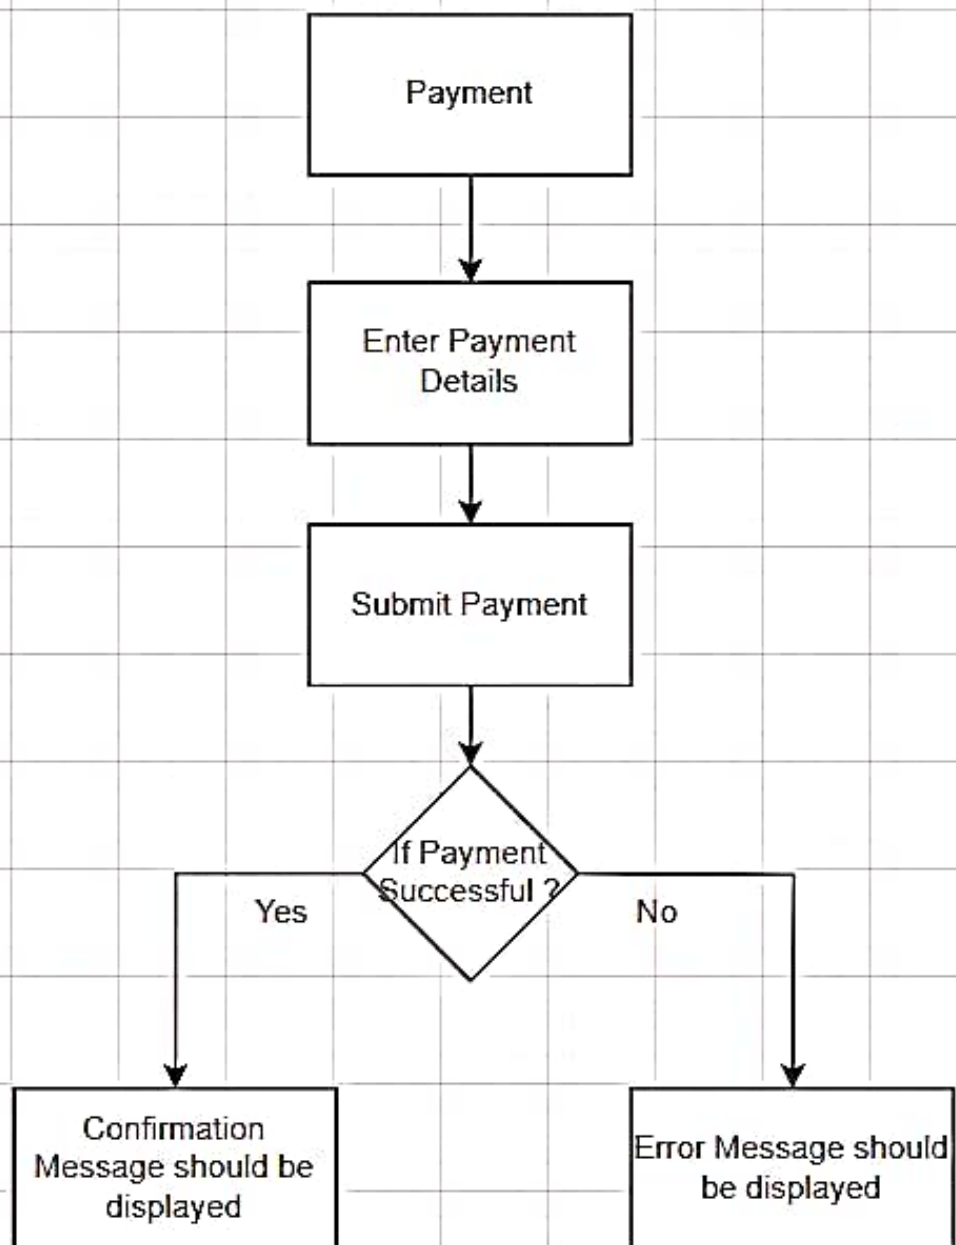 Payment
Enter Payment
Details
Submit Payment
If Payment
Successful ?
Yes
No
Confirmation
Message should be
displayed
Error Message should
be displayed